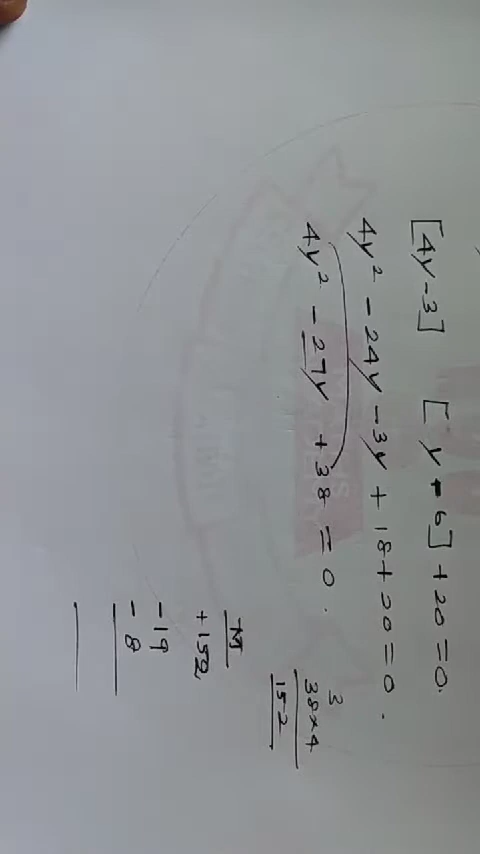 [4y-3] [y-6] + 20 = 0.
4y² - 24y - 3y + 18 + 20 = 0.
4y² - 27y + 38 = 0.
3
38×4
152
M
+152
-19
-8